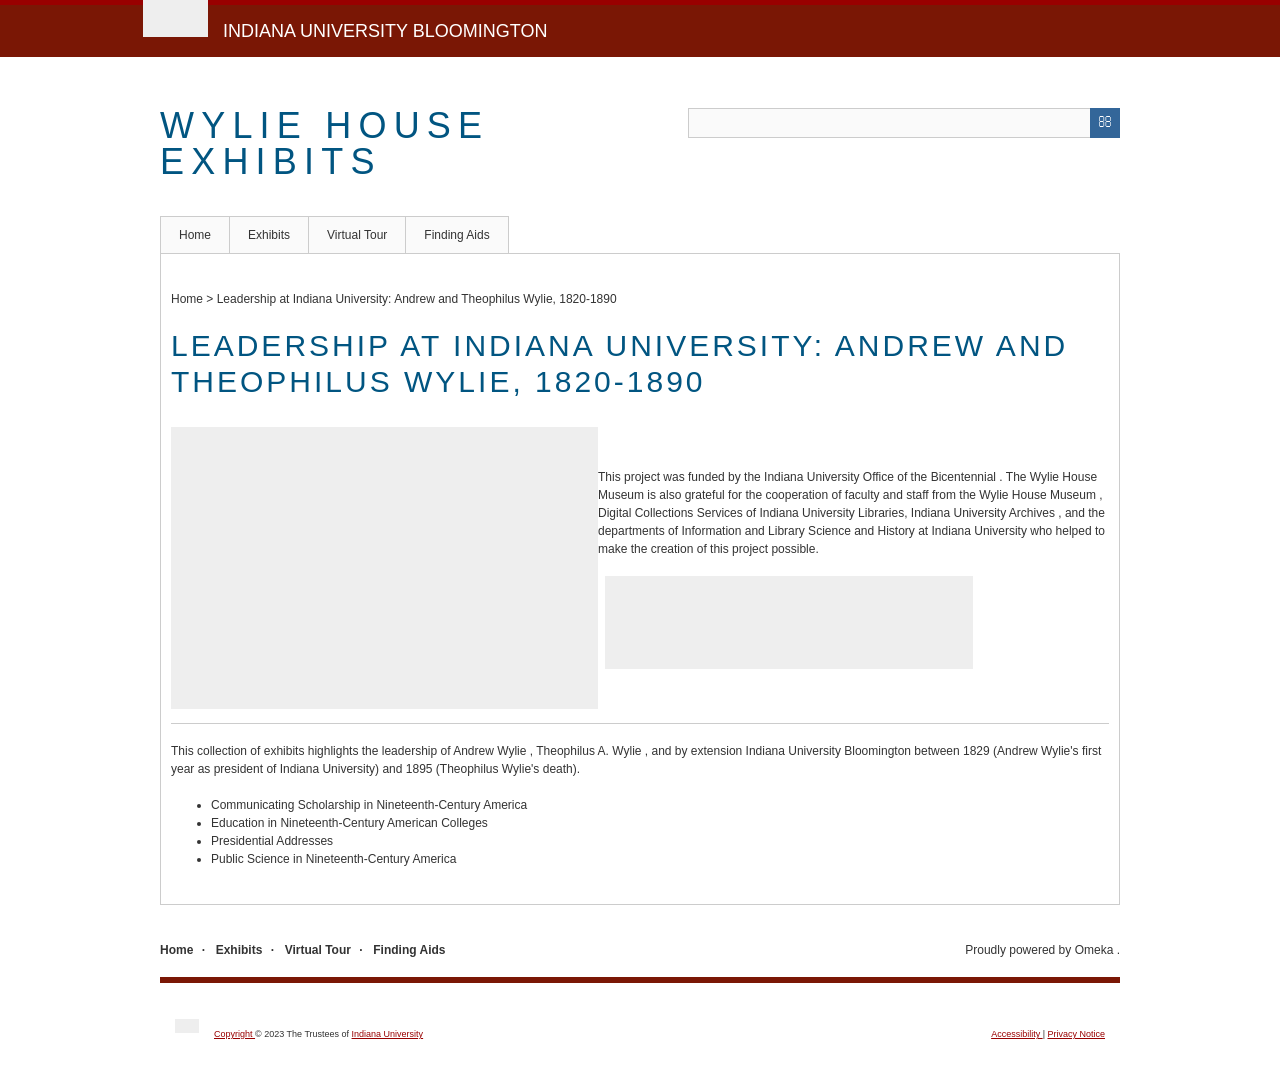 INDIANA UNIVERSITY BLOOMINGTON
WYLIE HOUSE
EXHIBITS
Home
Exhibits
Virtual Tour
Finding Aids
Home > Leadership at Indiana University: Andrew and Theophilus Wylie, 1820-1890
LEADERSHIP AT INDIANA UNIVERSITY: ANDREW AND
THEOPHILUS WYLIE, 1820-1890
This project was funded by the Indiana University Office of the Bicentennial . The Wylie House
Museum is also grateful for the cooperation of faculty and staff from the Wylie House Museum ,
Digital Collections Services of Indiana University Libraries, Indiana University Archives , and the
departments of Information and Library Science and History at Indiana University who helped to
make the creation of this project possible.
This collection of exhibits highlights the leadership of Andrew Wylie , Theophilus A. Wylie , and by extension Indiana University Bloomington between 1829 (Andrew Wylie's first
year as president of Indiana University) and 1895 (Theophilus Wylie's death).
• Communicating Scholarship in Nineteenth-Century America
• Education in Nineteenth-Century American Colleges
• Presidential Addresses
• Public Science in Nineteenth-Century America
Home · Exhibits · Virtual Tour · Finding Aids
Proudly powered by Omeka .
Copyright © 2023 The Trustees of Indiana University
Accessibility | Privacy Notice